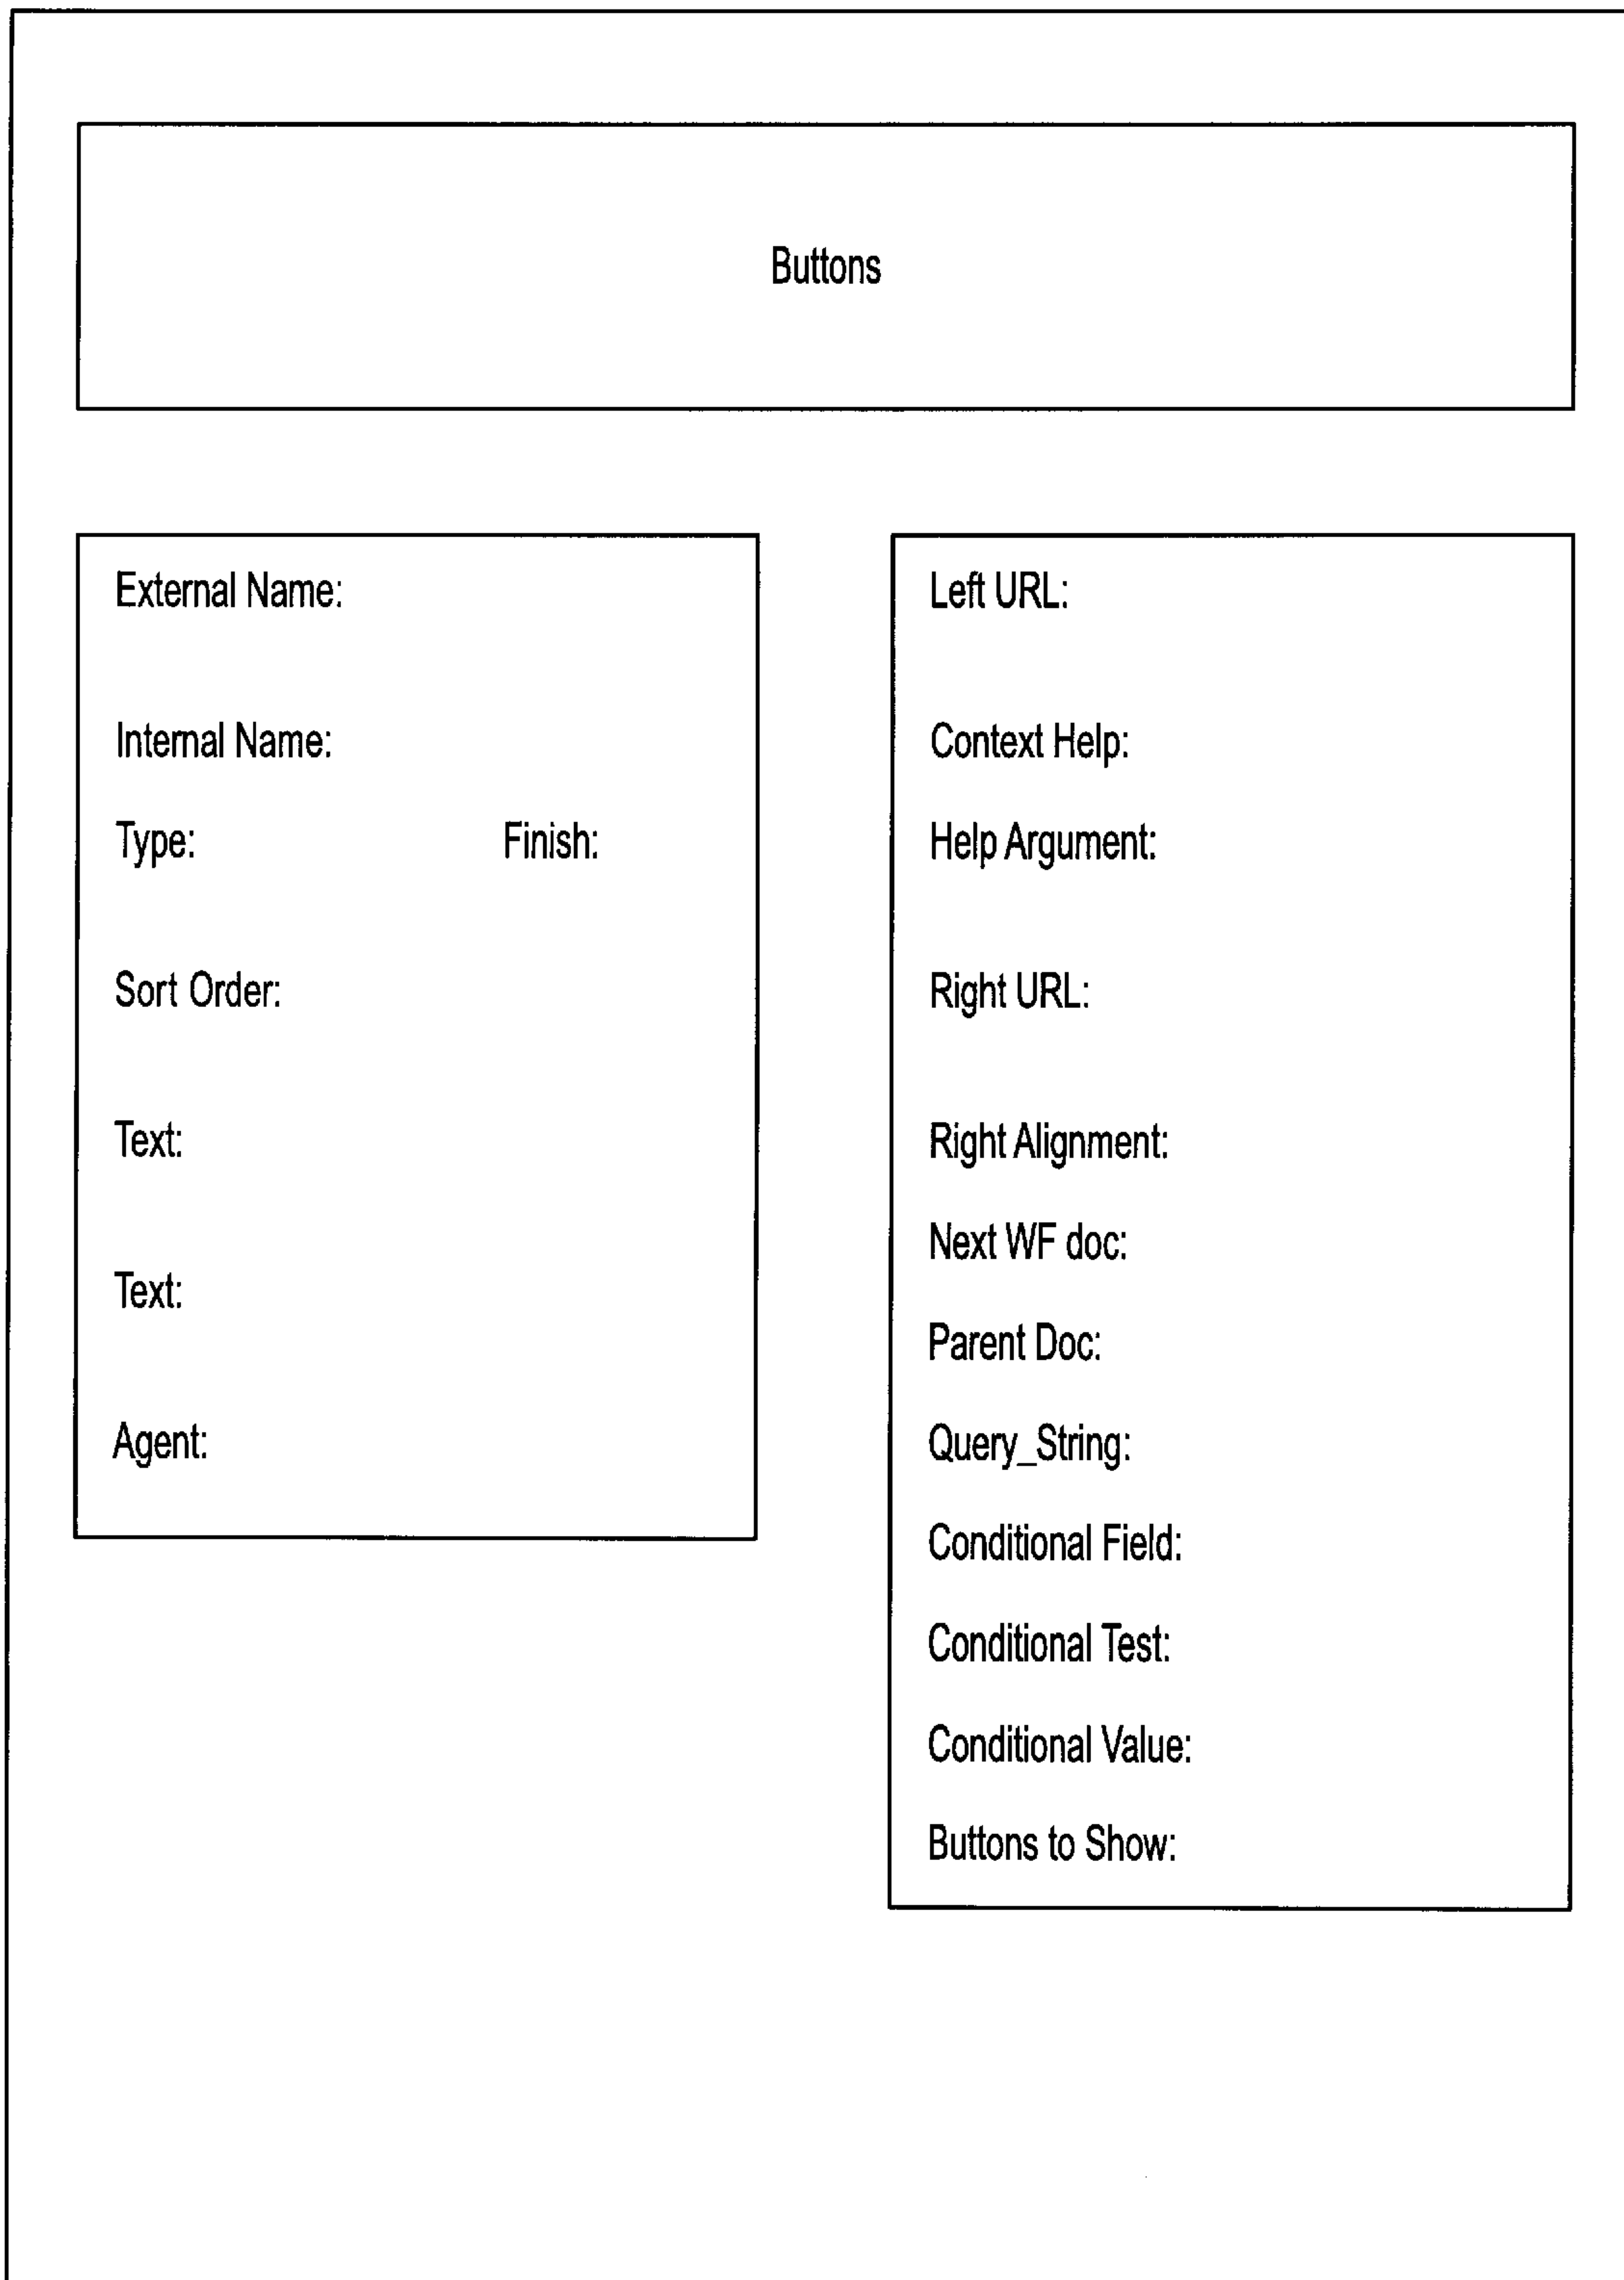 Buttons
External Name:
Internal Name:
Type: Finish:
Sort Order:
Text:
Text:
Agent:
Left URL:
Context Help:
Help Argument:
Right URL:
Right Alignment:
Next WF doc:
Parent Doc:
Query_String:
Conditional Field:
Conditional Test:
Conditional Value:
Buttons to Show: